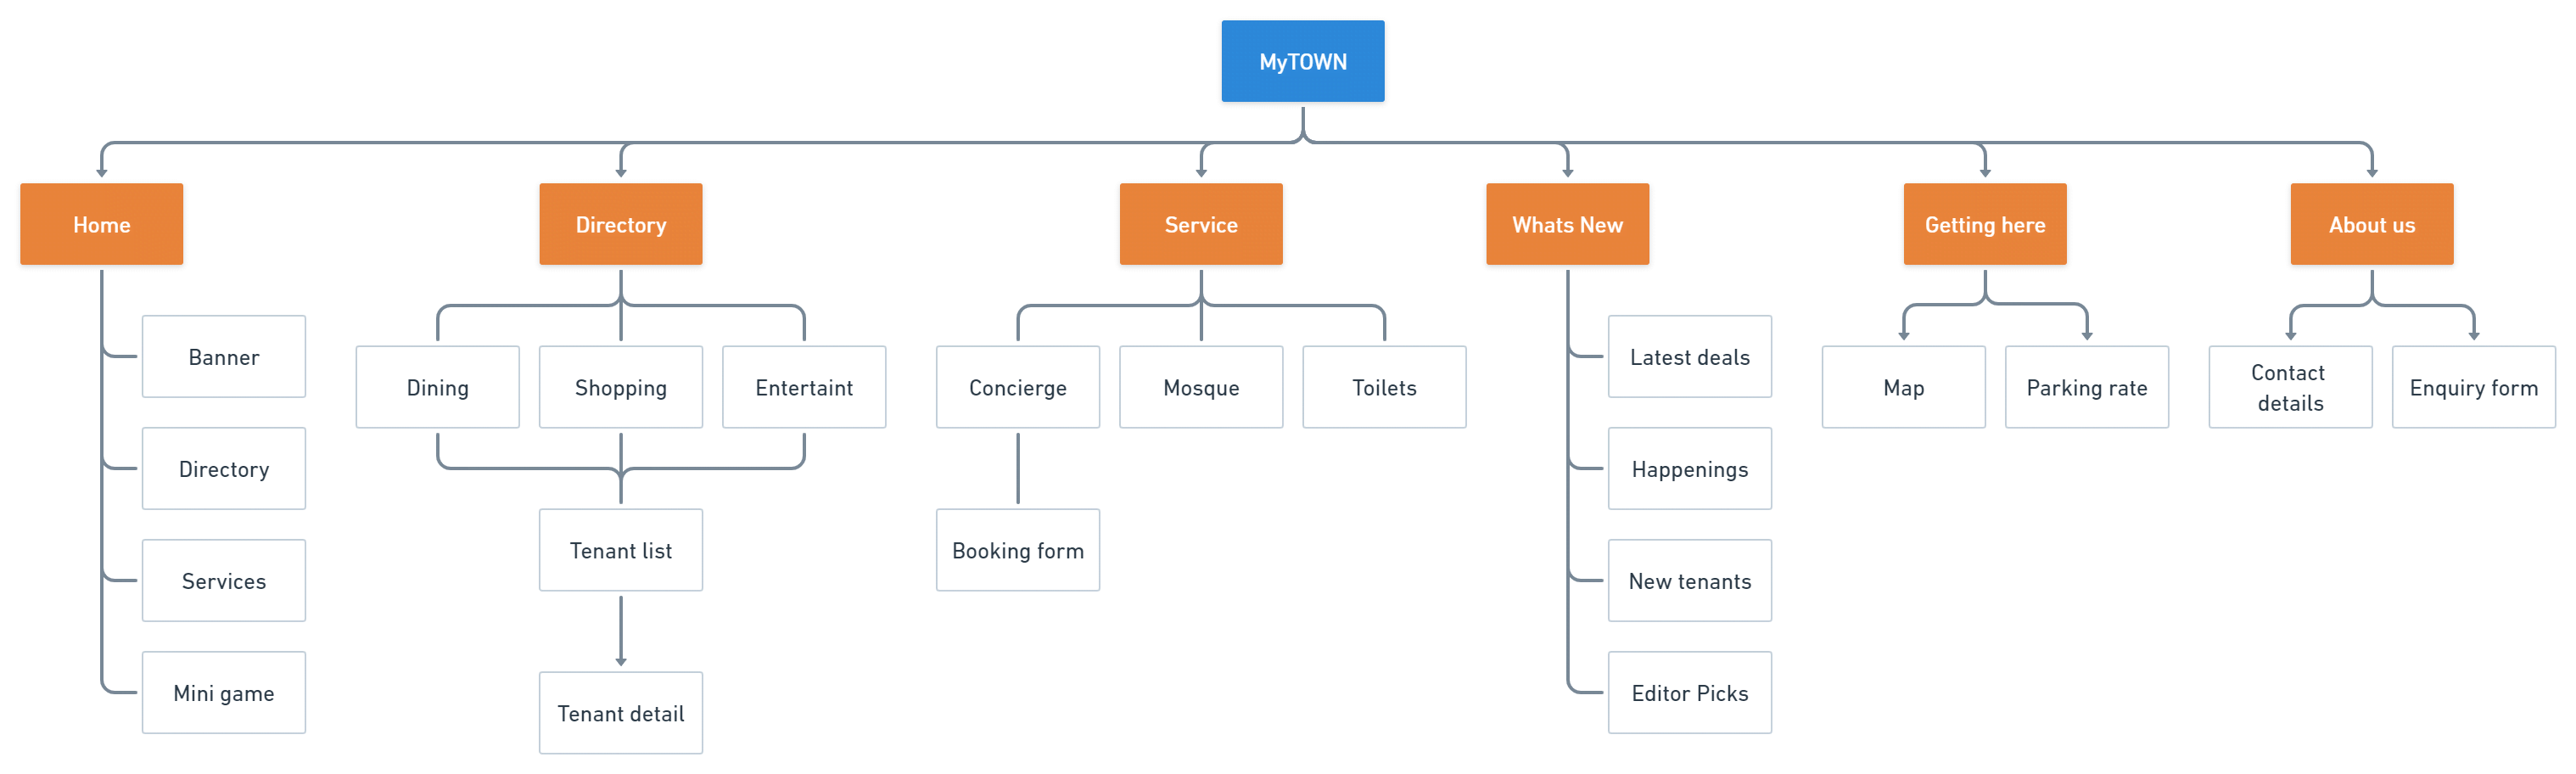 MyTOWN
Home
Directory
Service
Whats New
Getting here
About us
Banner
Directory
Services
Mini game
Dining
Shopping
Entertaint
Tenant list
Tenant detail
Concierge
Mosque
Toilets
Booking form
Latest deals
Happenings
New tenants
Editor Picks
Map
Parking rate
Contact
details
Enquiry form